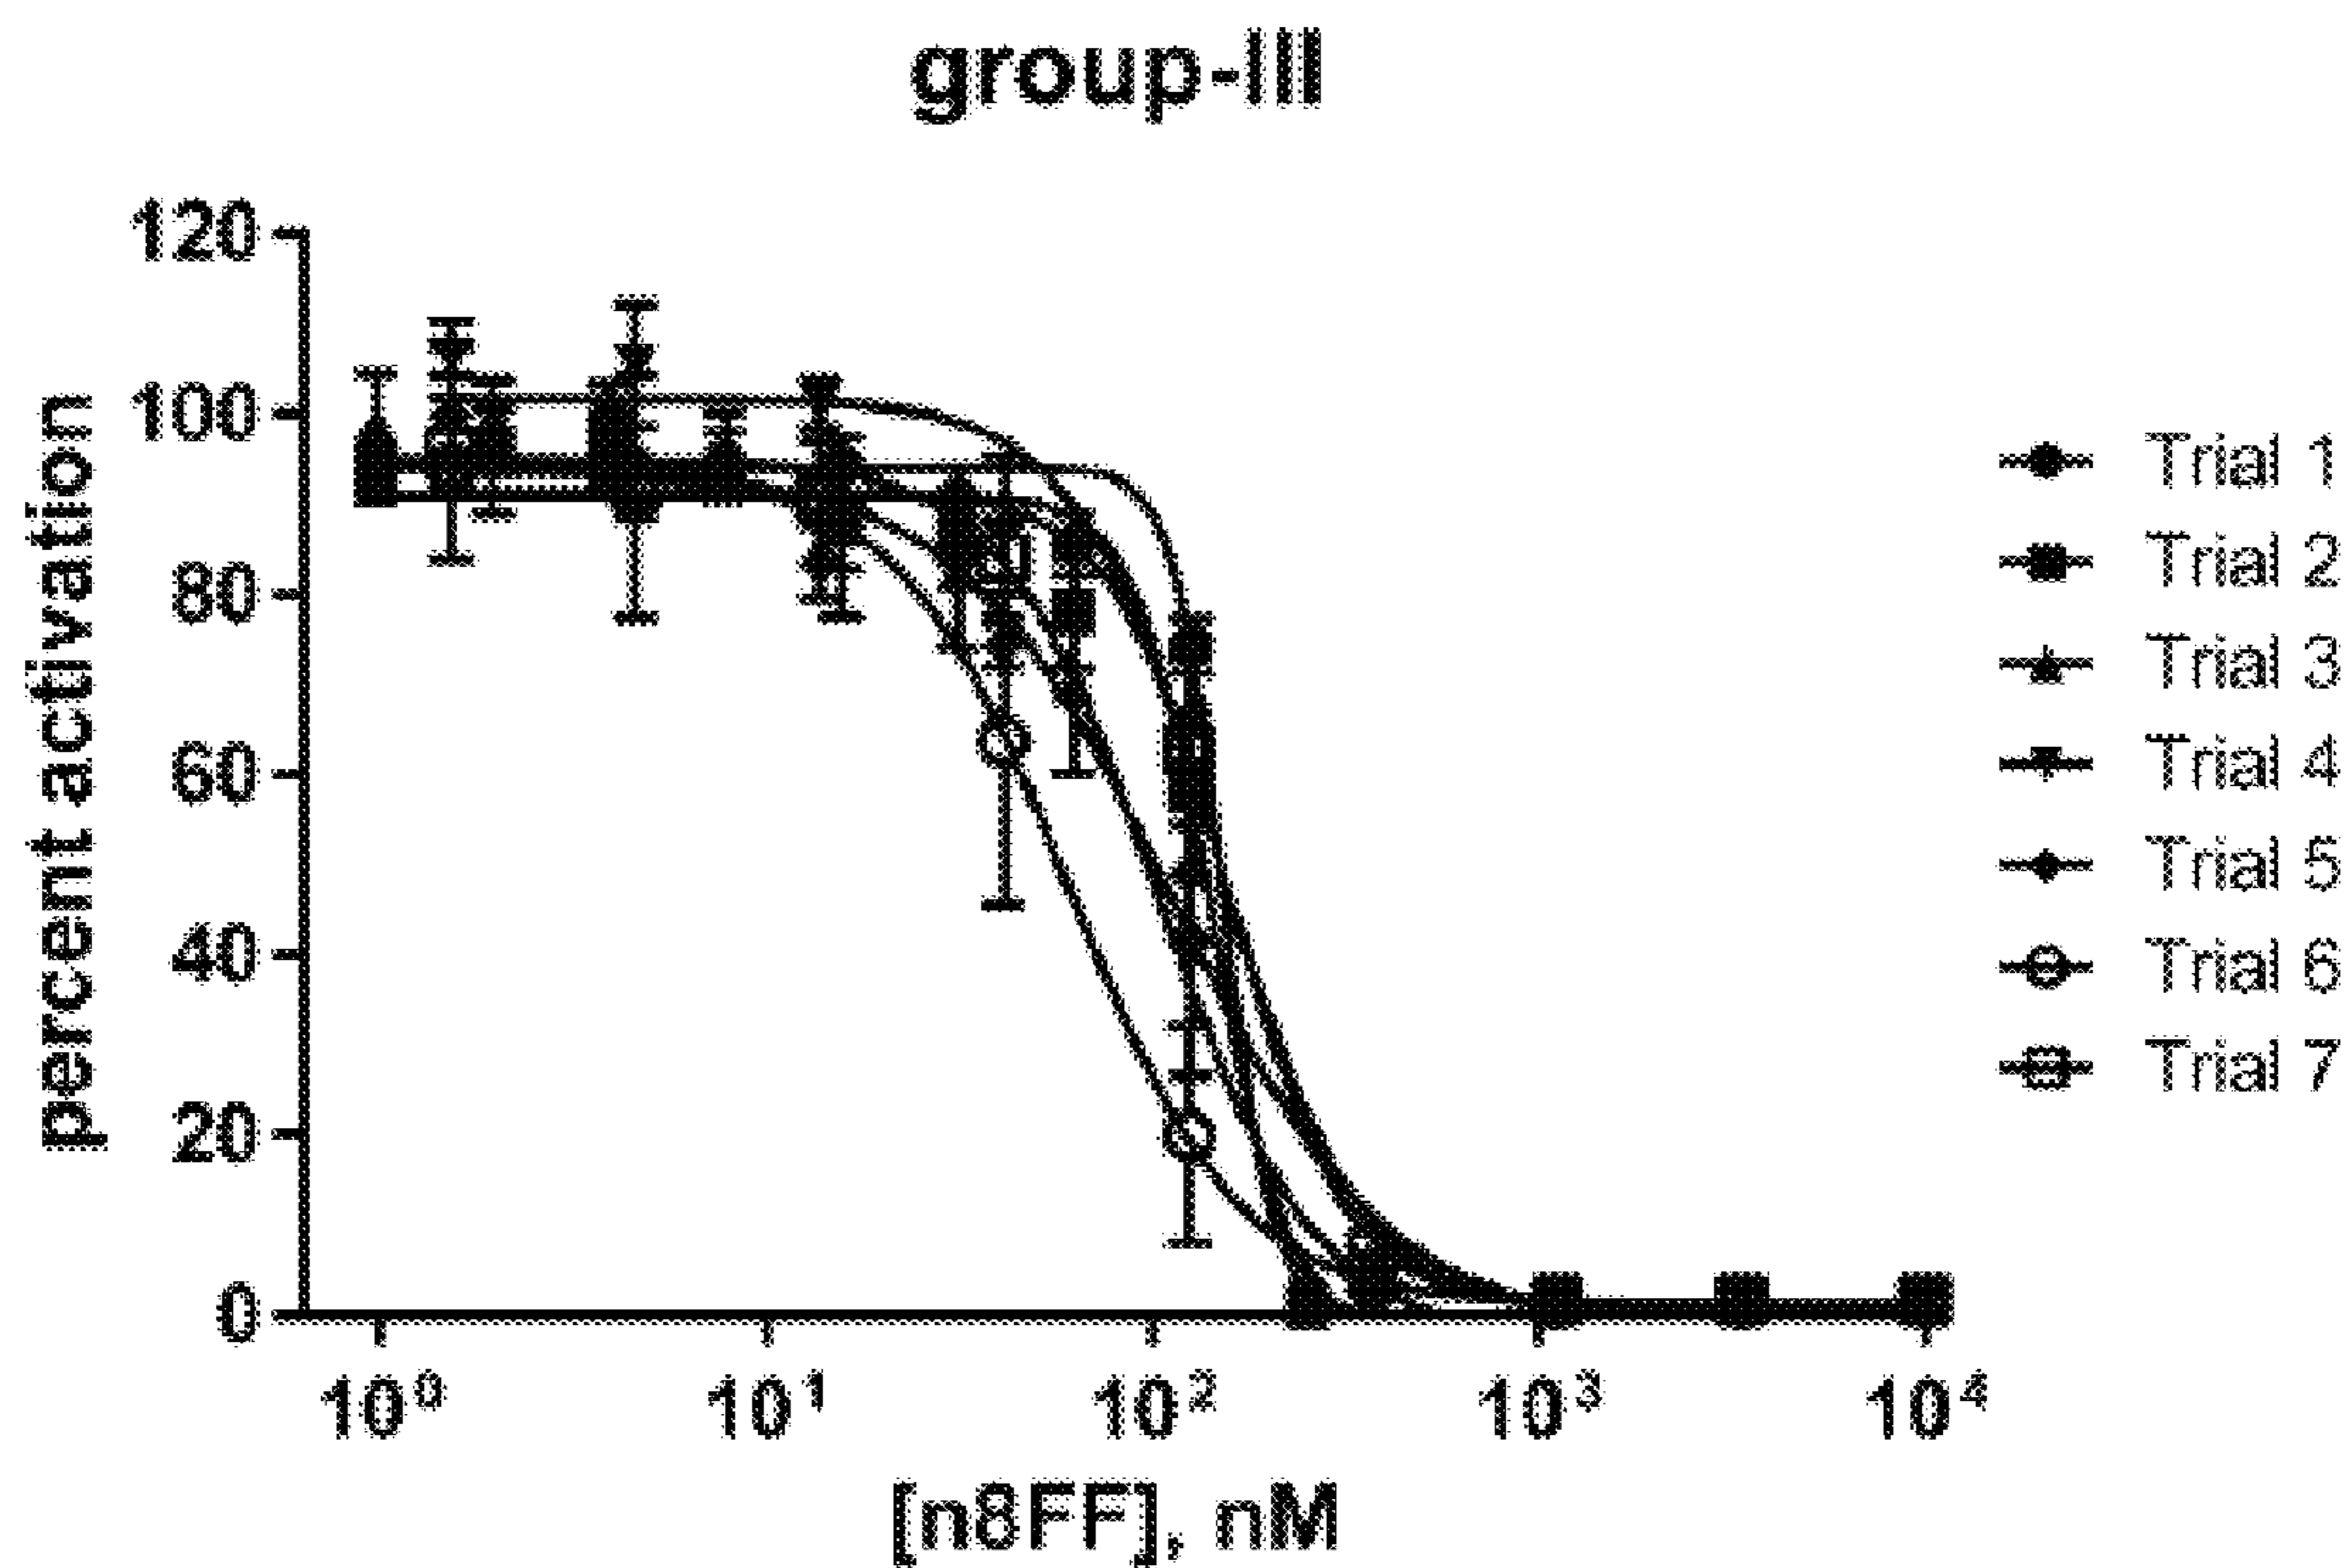 group-III
percent activation
120
100
80
60
40
20
0
10⁰ 10¹ 10² 10³ 10⁴
[n8FF], nM
Trial 1
Trial 2
Trial 3
Trial 4
Trial 5
Trial 6
Trial 7